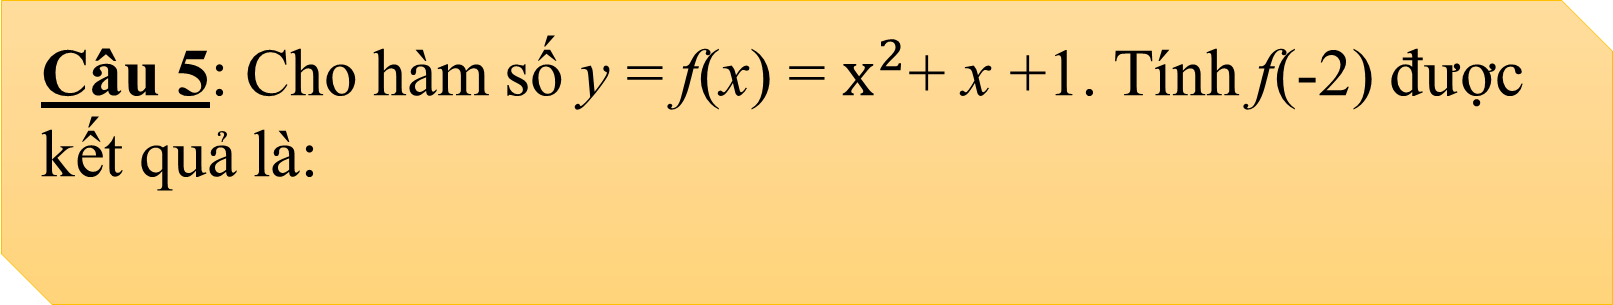 Câu 5: Cho hàm số y = f(x) = x²+ x +1. Tính f(-2) được
kết quả là: